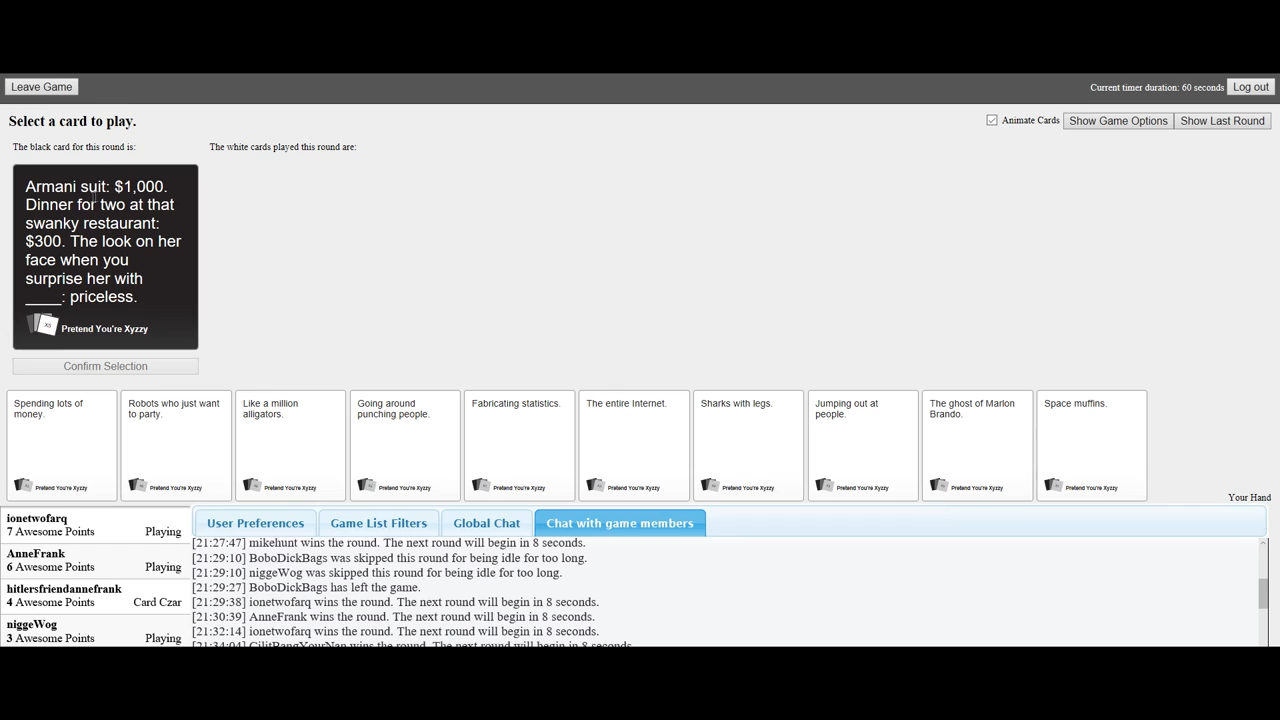 Leave Game
Current timer duration: 60 seconds
Log out
Select a card to play.
Animate Cards
Show Game Options
Show Last Round
The black card for this round is:
The white cards played this round are:
Armani suit: $1,000.
Dinner for two at that
swanky restaurant:
$300. The look on her
face when you
surprise her with
____: priceless.
Pretend You're Xyzzy
Confirm Selection
Spending lots of
money.
Pretend You're Xyzzy
Robots who just want
to party.
Pretend You're Xyzzy
Like a million
alligators.
Pretend You're Xyzzy
Going around
punching people.
Pretend You're Xyzzy
Fabricating statistics.
Pretend You're Xyzzy
The entire Internet.
Pretend You're Xyzzy
Sharks with legs.
Pretend You're Xyzzy
Jumping out at
people.
Pretend You're Xyzzy
The ghost of Marlon
Brando.
Pretend You're Xyzzy
Space muffins.
Pretend You're Xyzzy
Your Hand
ionetwofarq
7 Awesome Points Playing
AnneFrank
6 Awesome Points Playing
hitlersfriendannefrank
4 Awesome Points Card Czar
niggeWog
3 Awesome Points Playing
User Preferences
Game List Filters
Global Chat
Chat with game members
[21:27:47] mikehunt wins the round. The next round will begin in 8 seconds.
[21:29:10] BoboDickBags was skipped this round for being idle for too long.
[21:29:10] niggeWog was skipped this round for being idle for too long.
[21:29:27] BoboDickBags has left the game.
[21:29:38] ionetwofarq wins the round. The next round will begin in 8 seconds.
[21:30:39] AnneFrank wins the round. The next round will begin in 8 seconds.
[21:32:14] ionetwofarq wins the round. The next round will begin in 8 seconds.
[21:34:04] wins the round. The next round will begin in 8 seconds.